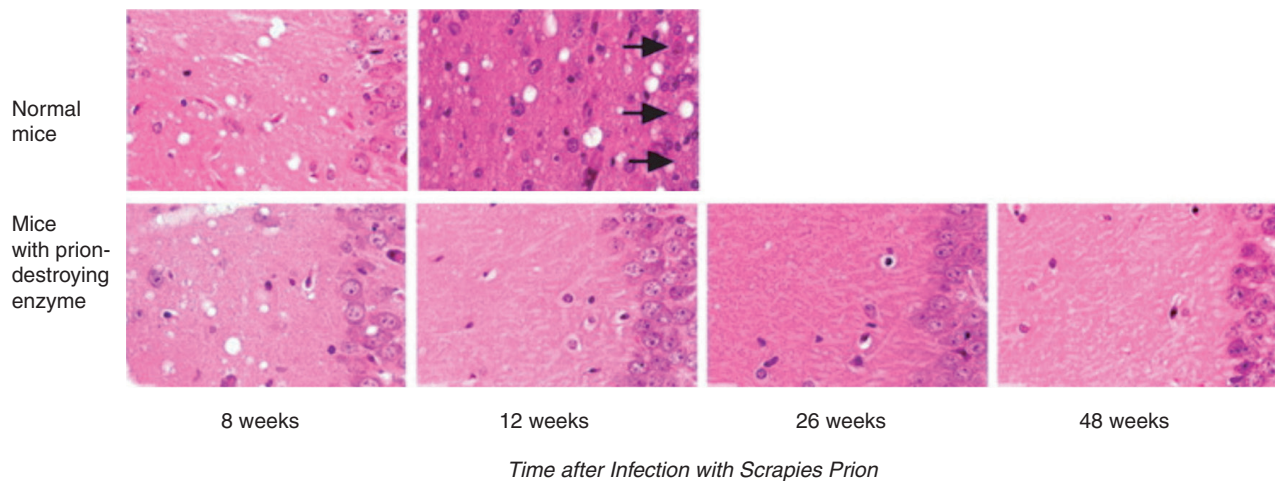 Normal
mice
Mice
with prion-
destroying
enzyme
8 weeks
12 weeks
26 weeks
48 weeks
Time after Infection with Scrapies Prion